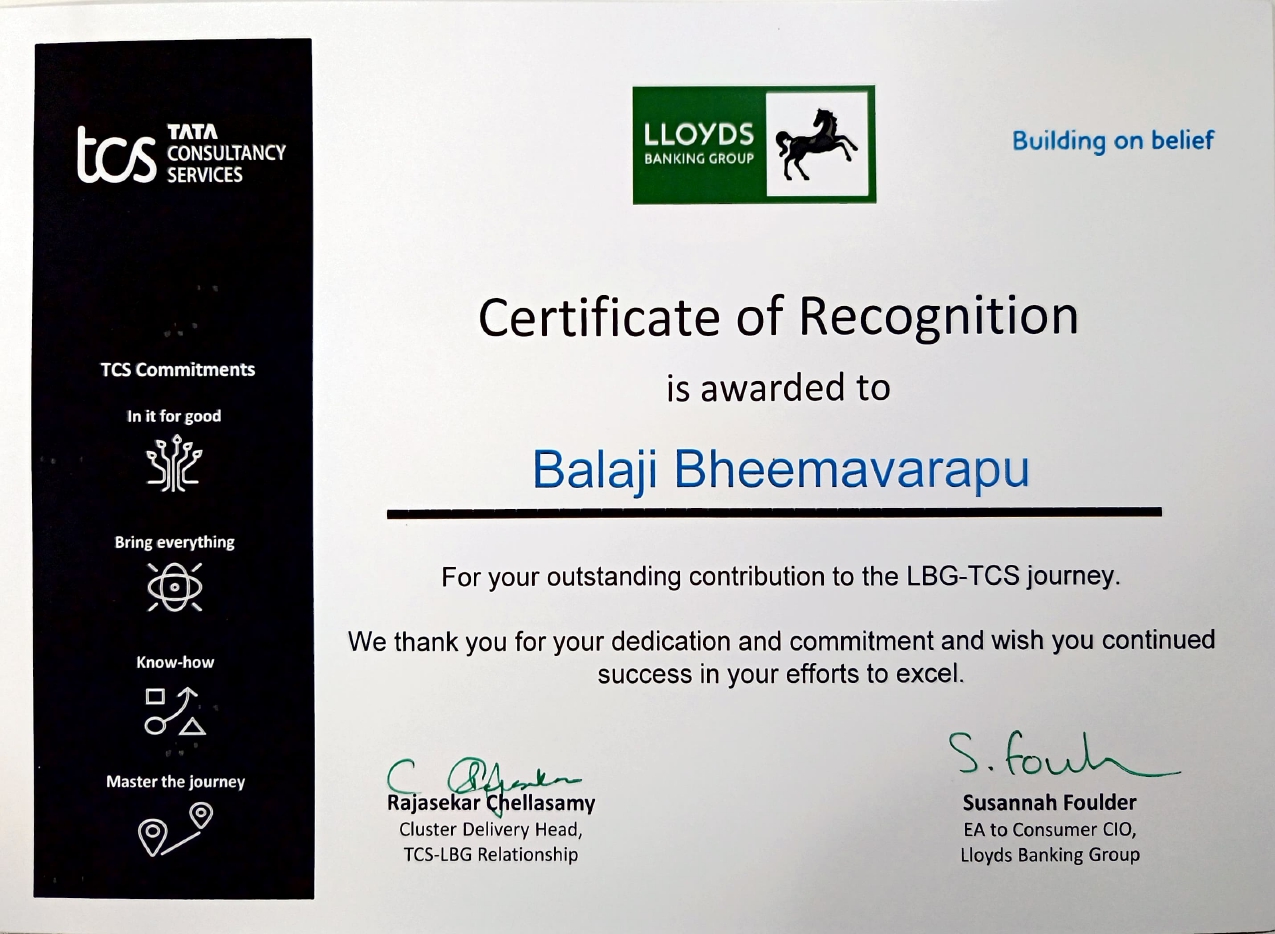 tcs TATA
CONSULTANCY
SERVICES
LLOYDS
BANKING GROUP
Building on belief
Certificate of Recognition
is awarded to
Balaji Bheemavarapu
For your outstanding contribution to the LBG-TCS journey.
We thank you for your dedication and commitment and wish you continued
success in your efforts to excel.
TCS Commitments
In it for good
Bring everything
Know-how
Master the journey
Rajasekar Chellasamy
Cluster Delivery Head,
TCS-LBG Relationship
S. Foul
Susannah Foulder
EA to Consumer CIO,
Lloyds Banking Group